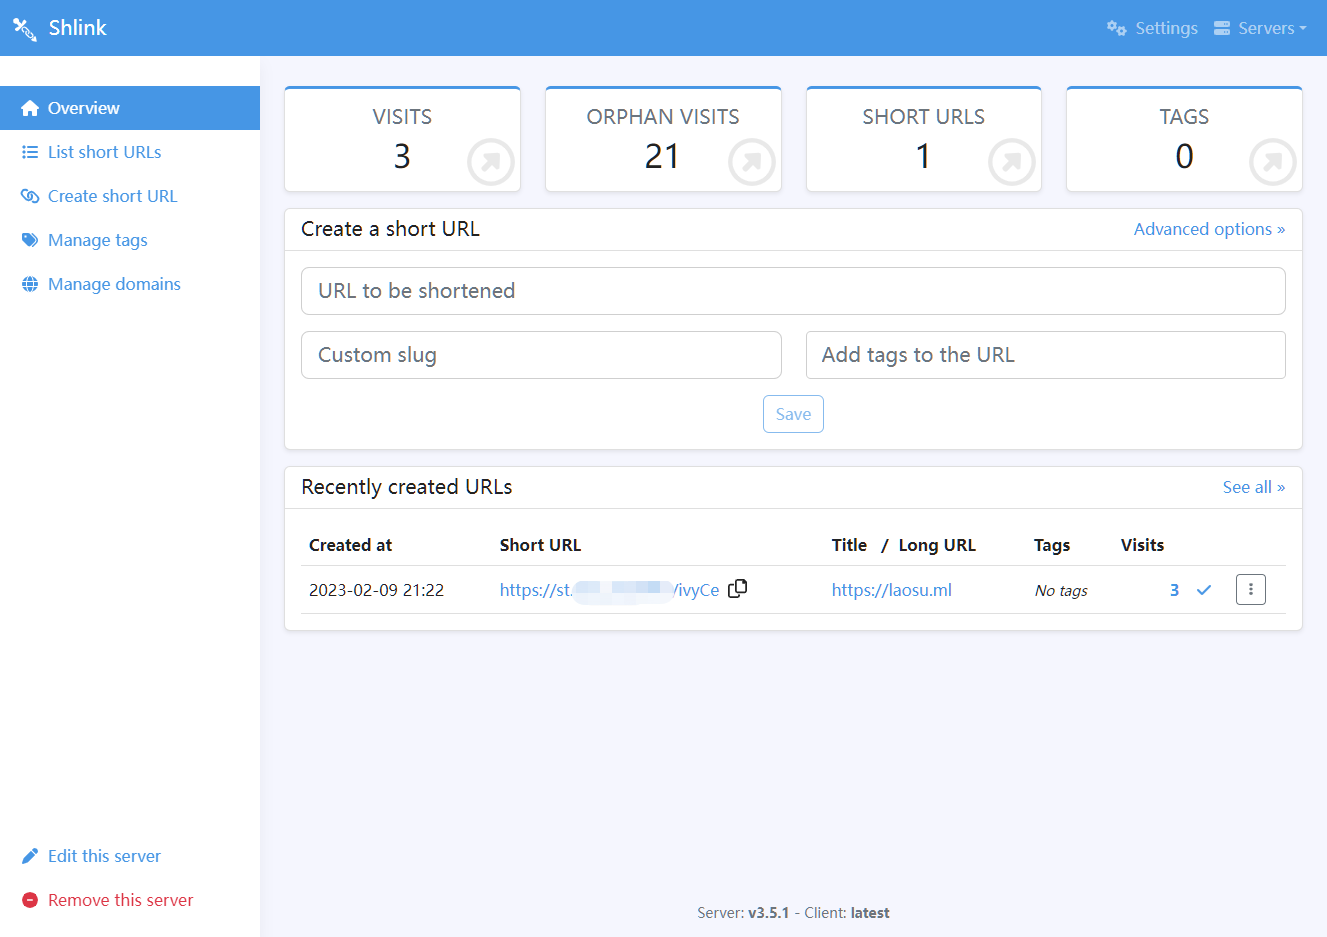 Shlink
Settings
Servers
Overview
List short URLs
Create short URL
Manage tags
Manage domains
Edit this server
Remove this server
VISITS
3
ORPHAN VISITS
21
SHORT URLS
1
TAGS
0
Create a short URL
Advanced options »
URL to be shortened
Custom slug
Add tags to the URL
Save
Recently created URLs
See all »
Created at Short URL Title / Long URL Tags Visits
2023-02-09 21:22 https://st. /ivyCe https://laosu.ml No tags 3
Server: v3.5.1 - Client: latest